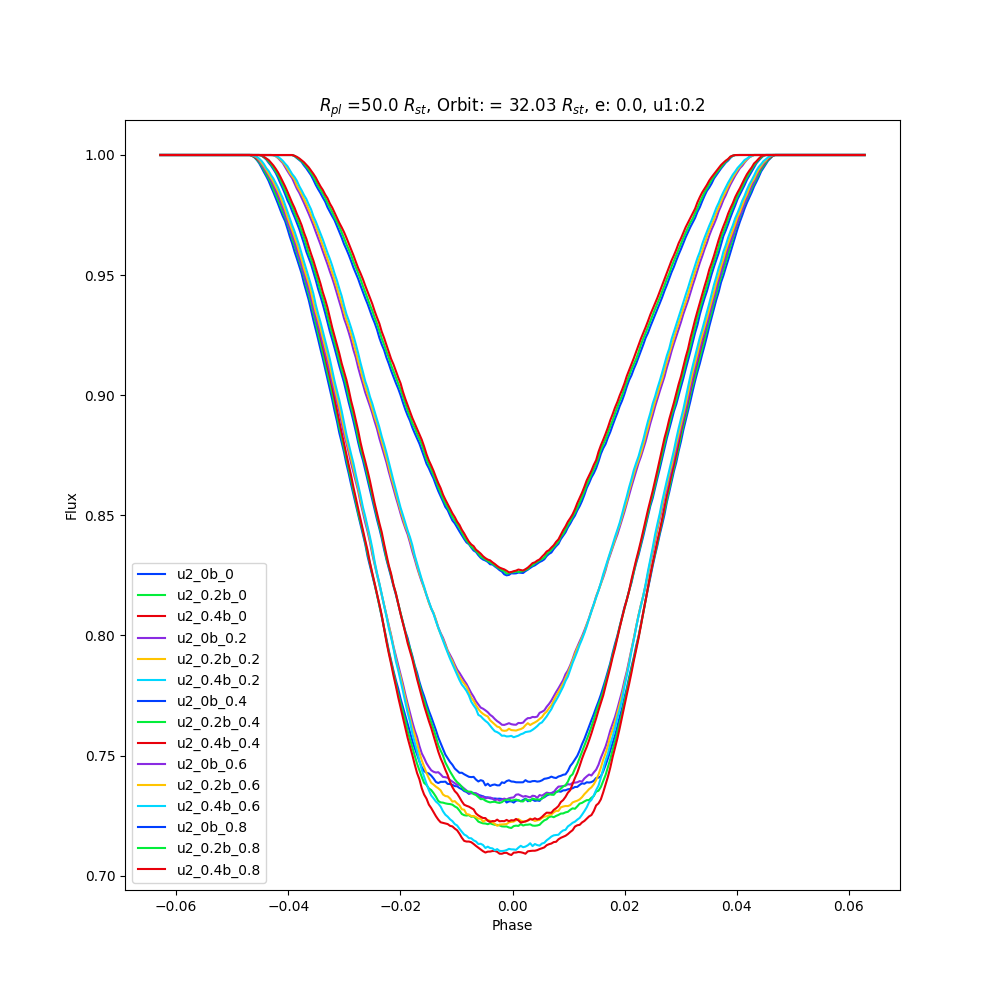 R_pl =50.0 R_st, Orbit: = 32.03 R_st, e: 0.0, u1:0.2
1.00
0.95
0.90
0.85
0.80
0.75
0.70
Flux
u2_0b_0
u2_0.2b_0
u2_0.4b_0
u2_0b_0.2
u2_0.2b_0.2
u2_0.4b_0.2
u2_0b_0.4
u2_0.2b_0.4
u2_0.4b_0.4
u2_0b_0.6
u2_0.2b_0.6
u2_0.4b_0.6
u2_0b_0.8
u2_0.2b_0.8
u2_0.4b_0.8
−0.06 −0.04 −0.02 0.00 0.02 0.04 0.06
Phase